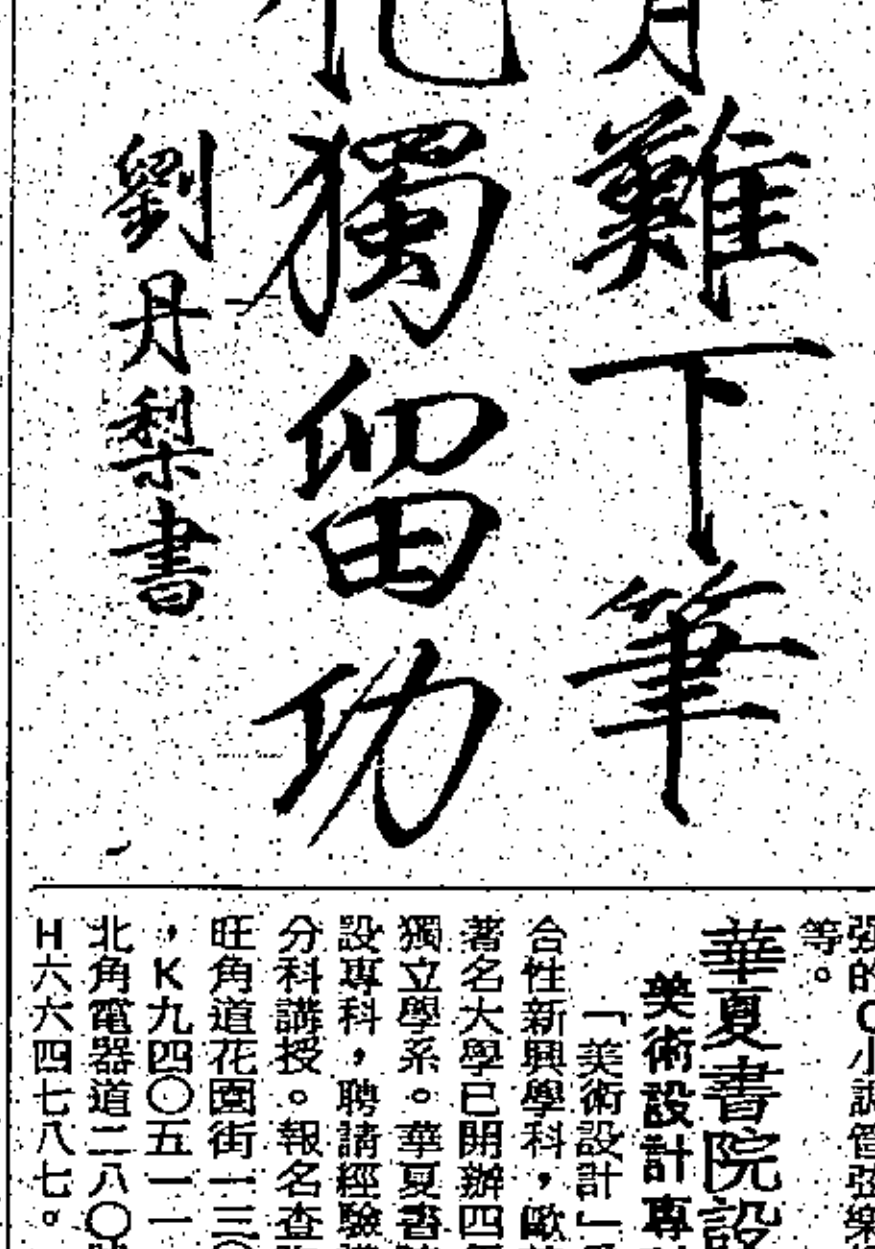 難下筆
獨留功
劉丹梨書
强的
等。
華夏書院設
美術設計專
「美術設計」
合性新興學科，歐
著名大學已開辦四
獨立學系。華夏書
設專科，聘請經驗
分科講授。報名查
旺角道花園街一三〇
，K九四〇五一一
北角電器道二八〇
H六六四七八七。